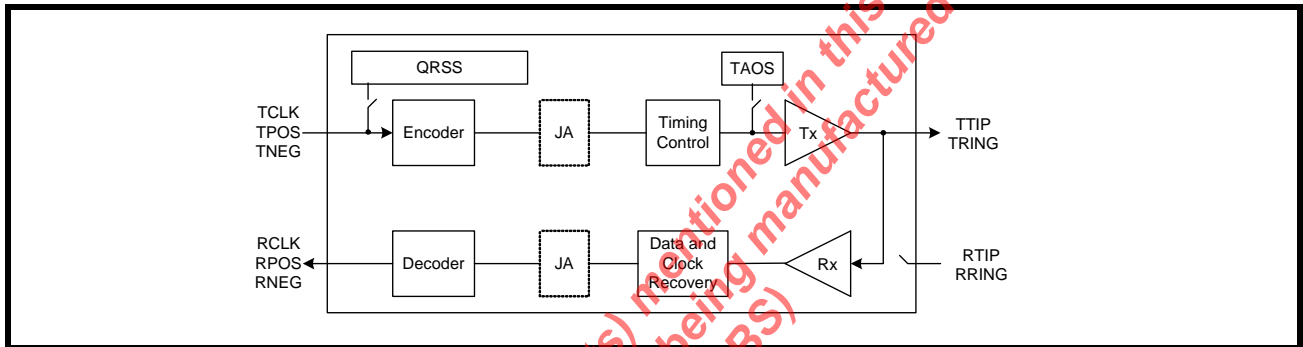 QRSS
TAOS
TCLK
TPOS
TNEG
Encoder
JA
Timing
Control
Tx
TTIP
TRING
RCLK
RPOS
RNEG
Decoder
JA
Data and
Clock
Recovery
Rx
RTIP
RRING
s) mentioned in this
being manufactured
BS)